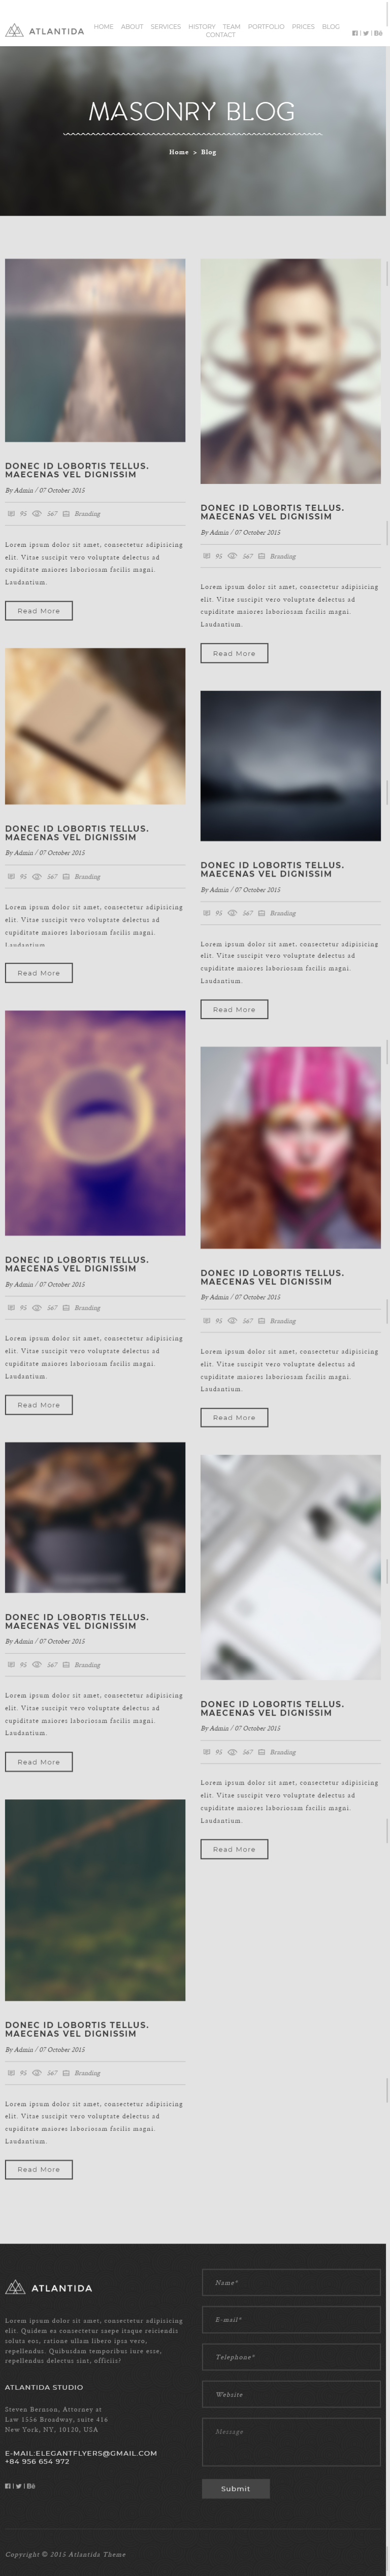 ATLANTIDA
HOME ABOUT SERVICES HISTORY TEAM PORTFOLIO PRICES BLOG
CONTACT
MASONRY BLOG
Home > Blog
DONEC ID LOBORTIS TELLUS.
MAECENAS VEL DIGNISSIM
By Admin / 07 October 2015
95 567 Branding
Lorem ipsum dolor sit amet, consectetur adipisicing
elit. Vitae suscipit vero voluptate delectus ad
cupiditate maiores laboriosam facilis magni.
Laudantium.
Read More
DONEC ID LOBORTIS TELLUS.
MAECENAS VEL DIGNISSIM
By Admin / 07 October 2015
95 567 Branding
Lorem ipsum dolor sit amet, consectetur adipisicing
elit. Vitae suscipit vero voluptate delectus ad
cupiditate maiores laboriosam facilis magni.
Laudantium.
Read More
DONEC ID LOBORTIS TELLUS.
MAECENAS VEL DIGNISSIM
By Admin / 07 October 2015
95 567 Branding
Lorem ipsum dolor sit amet, consectetur adipisicing
elit. Vitae suscipit vero voluptate delectus ad
cupiditate maiores laboriosam facilis magni.
Laudantium.
Read More
DONEC ID LOBORTIS TELLUS.
MAECENAS VEL DIGNISSIM
By Admin / 07 October 2015
95 567 Branding
Lorem ipsum dolor sit amet, consectetur adipisicing
elit. Vitae suscipit vero voluptate delectus ad
cupiditate maiores laboriosam facilis magni.
Laudantium.
Read More
DONEC ID LOBORTIS TELLUS.
MAECENAS VEL DIGNISSIM
By Admin / 07 October 2015
95 567 Branding
Lorem ipsum dolor sit amet, consectetur adipisicing
elit. Vitae suscipit vero voluptate delectus ad
cupiditate maiores laboriosam facilis magni.
Laudantium.
Read More
DONEC ID LOBORTIS TELLUS.
MAECENAS VEL DIGNISSIM
By Admin / 07 October 2015
95 567 Branding
Lorem ipsum dolor sit amet, consectetur adipisicing
elit. Vitae suscipit vero voluptate delectus ad
cupiditate maiores laboriosam facilis magni.
Laudantium.
Read More
DONEC ID LOBORTIS TELLUS.
MAECENAS VEL DIGNISSIM
By Admin / 07 October 2015
95 567 Branding
Lorem ipsum dolor sit amet, consectetur adipisicing
elit. Vitae suscipit vero voluptate delectus ad
cupiditate maiores laboriosam facilis magni.
Laudantium.
Read More
DONEC ID LOBORTIS TELLUS.
MAECENAS VEL DIGNISSIM
By Admin / 07 October 2015
95 567 Branding
Lorem ipsum dolor sit amet, consectetur adipisicing
elit. Vitae suscipit vero voluptate delectus ad
cupiditate maiores laboriosam facilis magni.
Laudantium.
Read More
DONEC ID LOBORTIS TELLUS.
MAECENAS VEL DIGNISSIM
By Admin / 07 October 2015
95 567 Branding
Lorem ipsum dolor sit amet, consectetur adipisicing
elit. Vitae suscipit vero voluptate delectus ad
cupiditate maiores laboriosam facilis magni.
Laudantium.
Read More
ATLANTIDA
Lorem ipsum dolor sit amet, consectetur adipisicing
elit. Quidem ea consectetur saepe itaque reiciendis
soluta eos, ratione ullam libero ipsa vero,
repellendus. Quibusdam temporibus iure esse,
repellendus delectus sint, officiis?
ATLANTIDA STUDIO
Steven Bernson, Attorney at
Law 1556 Broadway, suite 416
New York, NY, 10120, USA
E-MAIL:ELEGANTFLYERS@GMAIL.COM
+84 956 654 972
Name*
E-mail*
Telephone*
Website
Message
Submit
Copyright © 2015 Atlantida Theme